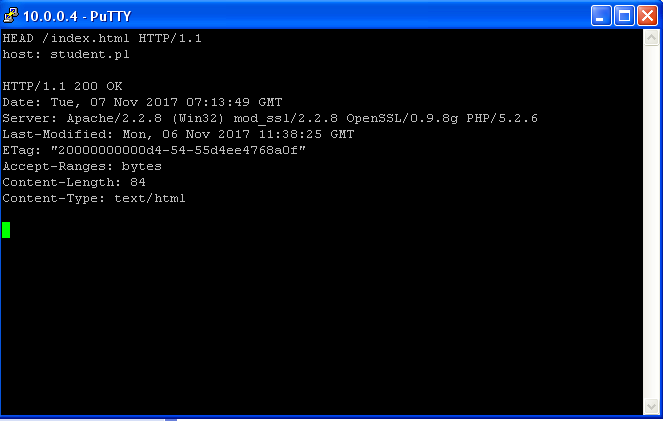 10.0.0.4 - PuTTY
HEAD /index.html HTTP/1.1
host: student.pl
HTTP/1.1 200 OK
Date: Tue, 07 Nov 2017 07:13:49 GMT
Server: Apache/2.2.8 (Win32) mod_ssl/2.2.8 OpenSSL/0.9.8g PHP/5.2.6
Last-Modified: Mon, 06 Nov 2017 11:38:25 GMT
ETag: "20000000000d4-54-55d4ee4768a0f"
Accept-Ranges: bytes
Content-Length: 84
Content-Type: text/html